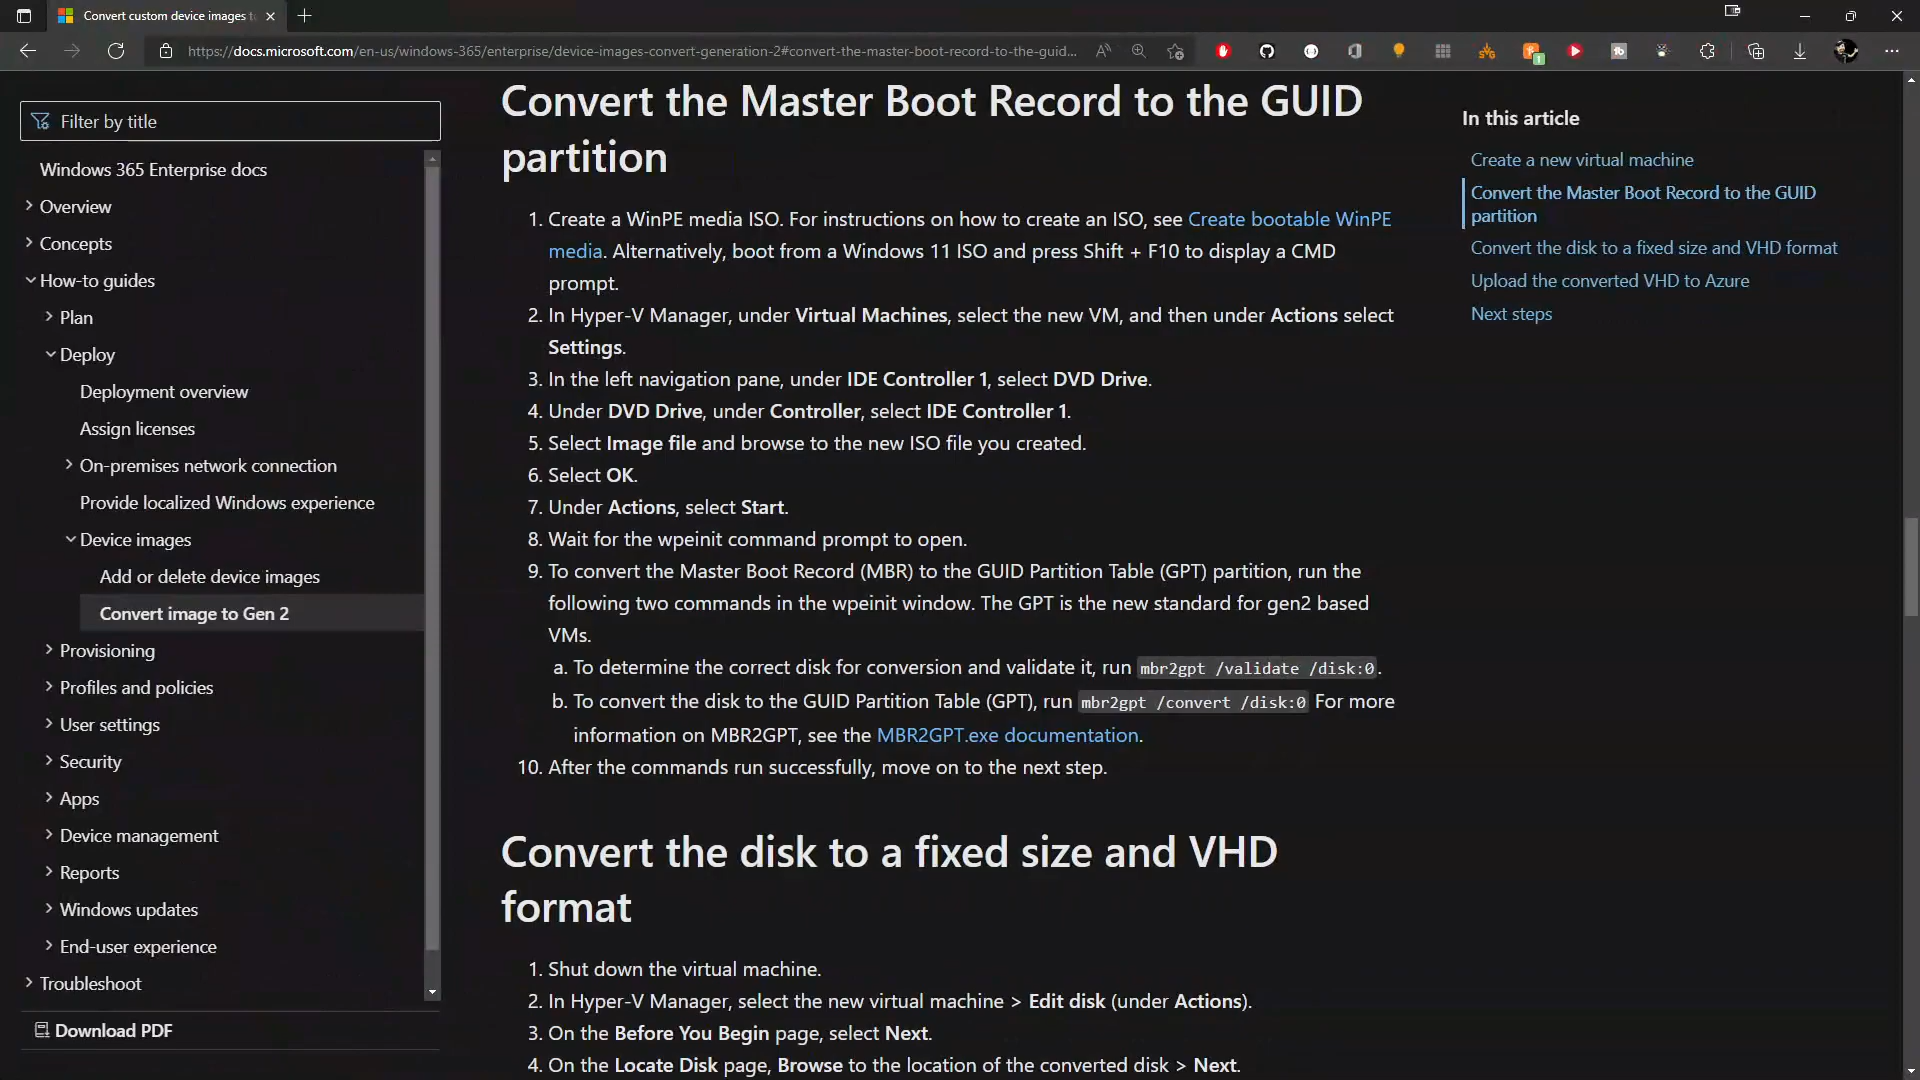 Convert custom device images t
https://docs.microsoft.com/en-us/windows-365/enterprise/device-images-convert-generation-2#convert-the-master-boot-record-to-the-guid...
Filter by title
Windows 365 Enterprise docs
Overview
Concepts
How-to guides
Plan
Deploy
Deployment overview
Assign licenses
On-premises network connection
Provide localized Windows experience
Device images
Add or delete device images
Convert image to Gen 2
Provisioning
Profiles and policies
User settings
Security
Apps
Device management
Reports
Windows updates
End-user experience
Troubleshoot
Download PDF
Convert the Master Boot Record to the GUID
partition
1. Create a WinPE media ISO. For instructions on how to create an ISO, see Create bootable WinPE
media. Alternatively, boot from a Windows 11 ISO and press Shift + F10 to display a CMD
prompt.
2. In Hyper-V Manager, under Virtual Machines, select the new VM, and then under Actions select
Settings.
3. In the left navigation pane, under IDE Controller 1, select DVD Drive.
4. Under DVD Drive, under Controller, select IDE Controller 1.
5. Select Image file and browse to the new ISO file you created.
6. Select OK.
7. Under Actions, select Start.
8. Wait for the wpeinit command prompt to open.
9. To convert the Master Boot Record (MBR) to the GUID Partition Table (GPT) partition, run the
following two commands in the wpeinit window. The GPT is the new standard for gen2 based
VMs.
a. To determine the correct disk for conversion and validate it, run mbr2gpt /validate /disk:0.
b. To convert the disk to the GUID Partition Table (GPT), run mbr2gpt /convert /disk:0 For more
information on MBR2GPT, see the MBR2GPT.exe documentation.
10. After the commands run successfully, move on to the next step.
Convert the disk to a fixed size and VHD
format
1. Shut down the virtual machine.
2. In Hyper-V Manager, select the new virtual machine > Edit disk (under Actions).
3. On the Before You Begin page, select Next.
4. On the Locate Disk page, Browse to the location of the converted disk > Next.
In this article
Create a new virtual machine
Convert the Master Boot Record to the GUID
partition
Convert the disk to a fixed size and VHD format
Upload the converted VHD to Azure
Next steps